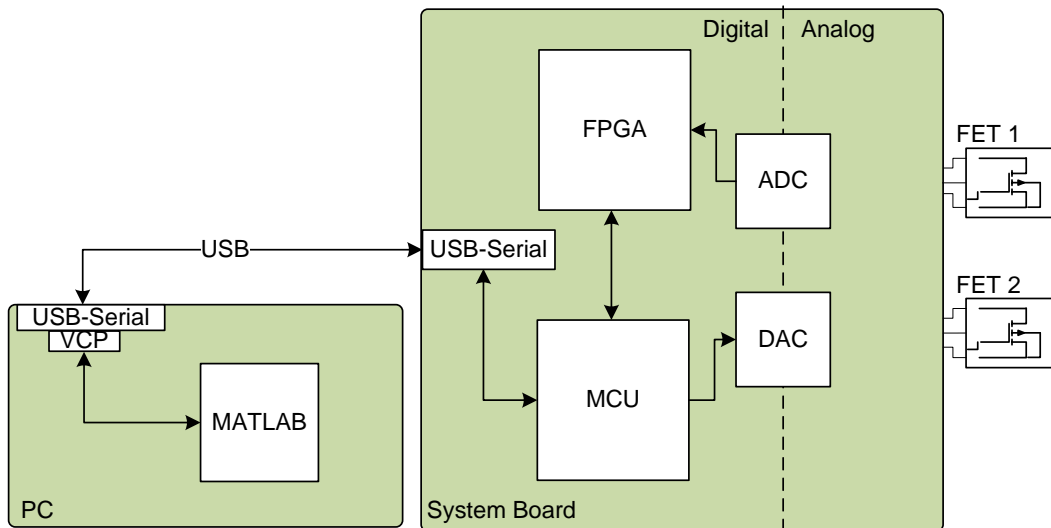 Digital
Analog
FPGA
ADC
FET 1
USB
USB-Serial
FET 2
USB-Serial
VCP
DAC
MCU
MATLAB
PC
System Board